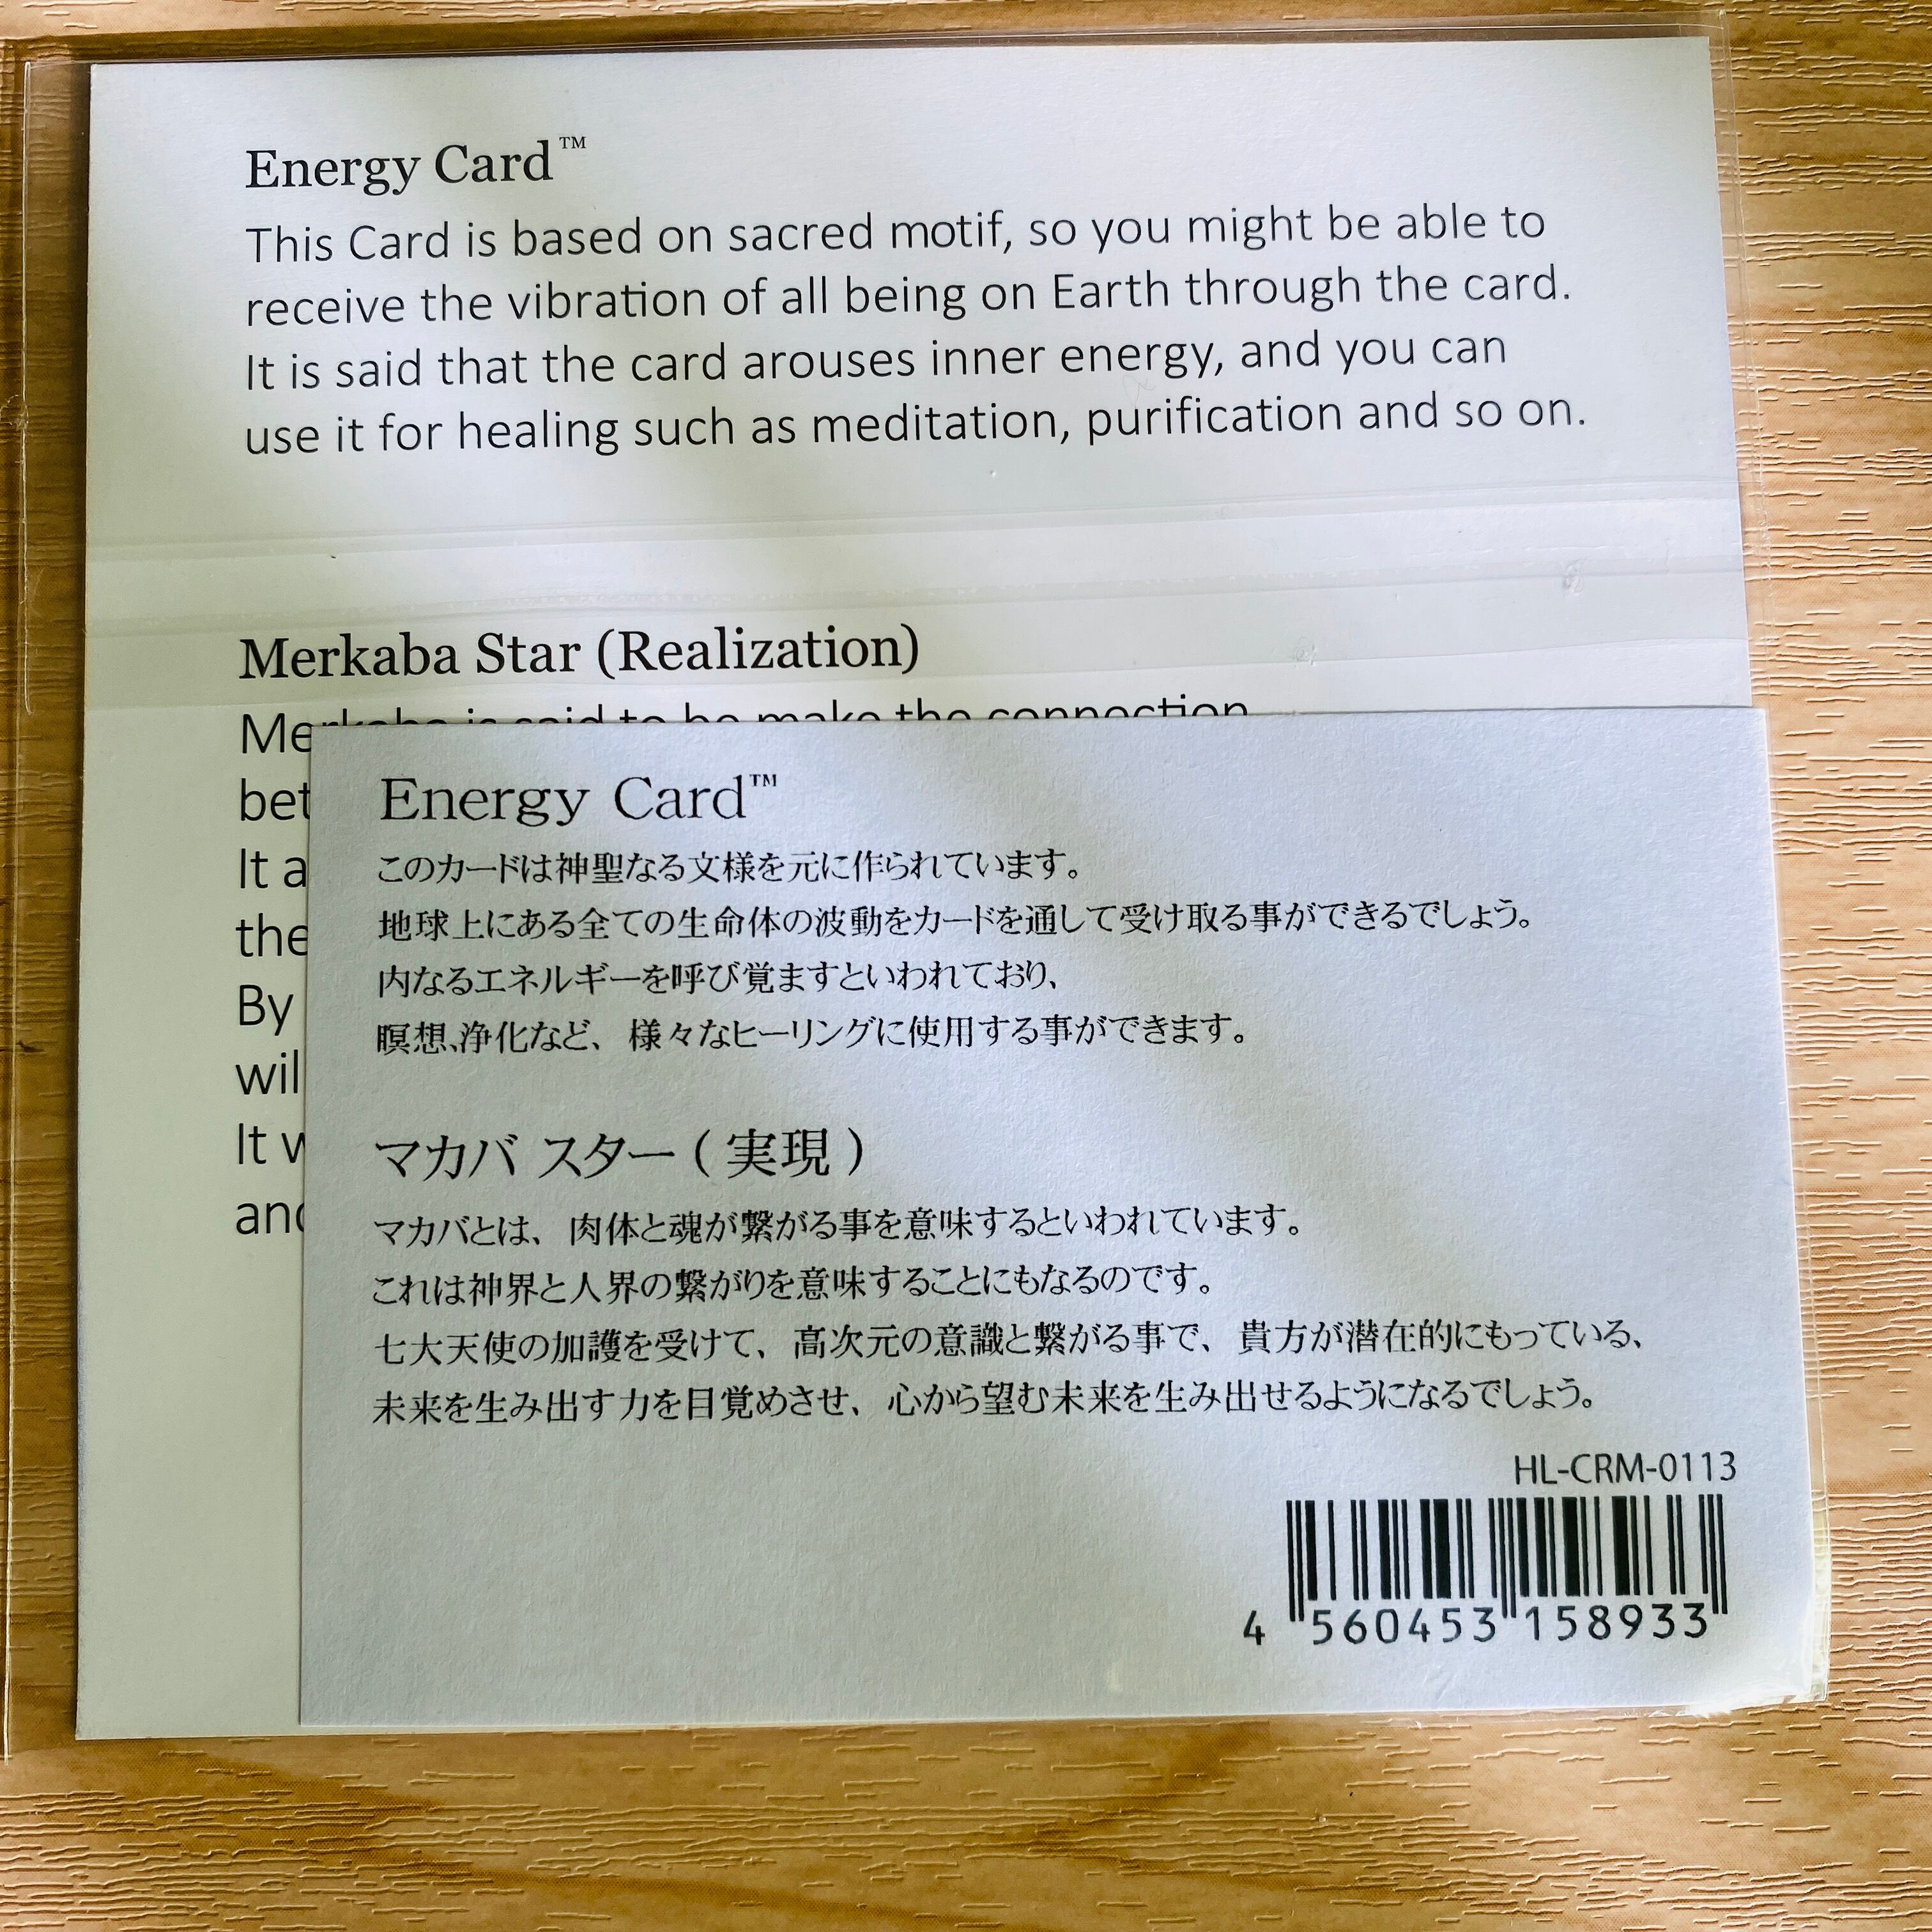 Energy Card™
This Card is based on sacred motif, so you might be able to
receive the vibration of all being on Earth through the card.
It is said that the card arouses inner energy, and you can
use it for healing such as meditation, purification and so on.
Merkaba Star (Realization)
Merkaba is said to be make the connection
It
the
By
It
Energy Card™
このカードは神聖なる文様を元に作られています。
地球上にある全ての生命体の波動をカードを通して受け取る事ができるでしょう。
内なるエネルギーを呼び覚ますといわれており、
瞑想、浄化など、様々なヒーリングに使用する事ができます。
マカバ スター ( 実現 )
マカバとは、肉体と魂が繋がる事を意味するといわれています。
これは神界と人界の繋がりを意味することにもなるのです。
七大天使の加護を受けて、高次元の意識と繋がる事で、貴方が潜在的にもっている、
未来を生み出す力を目覚めさせ、心から望む未来を生み出せるようになるでしょう。
HL-CRM-0113
4 560453 158933